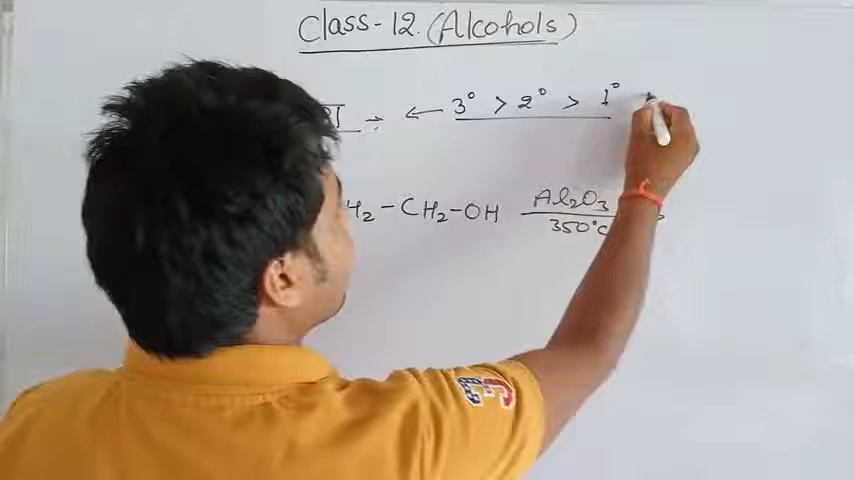 Class-12. (Alcohols)
← 3° > 2° > 1°
H₂ - CH₂ - OH Al₂O₃
350°C